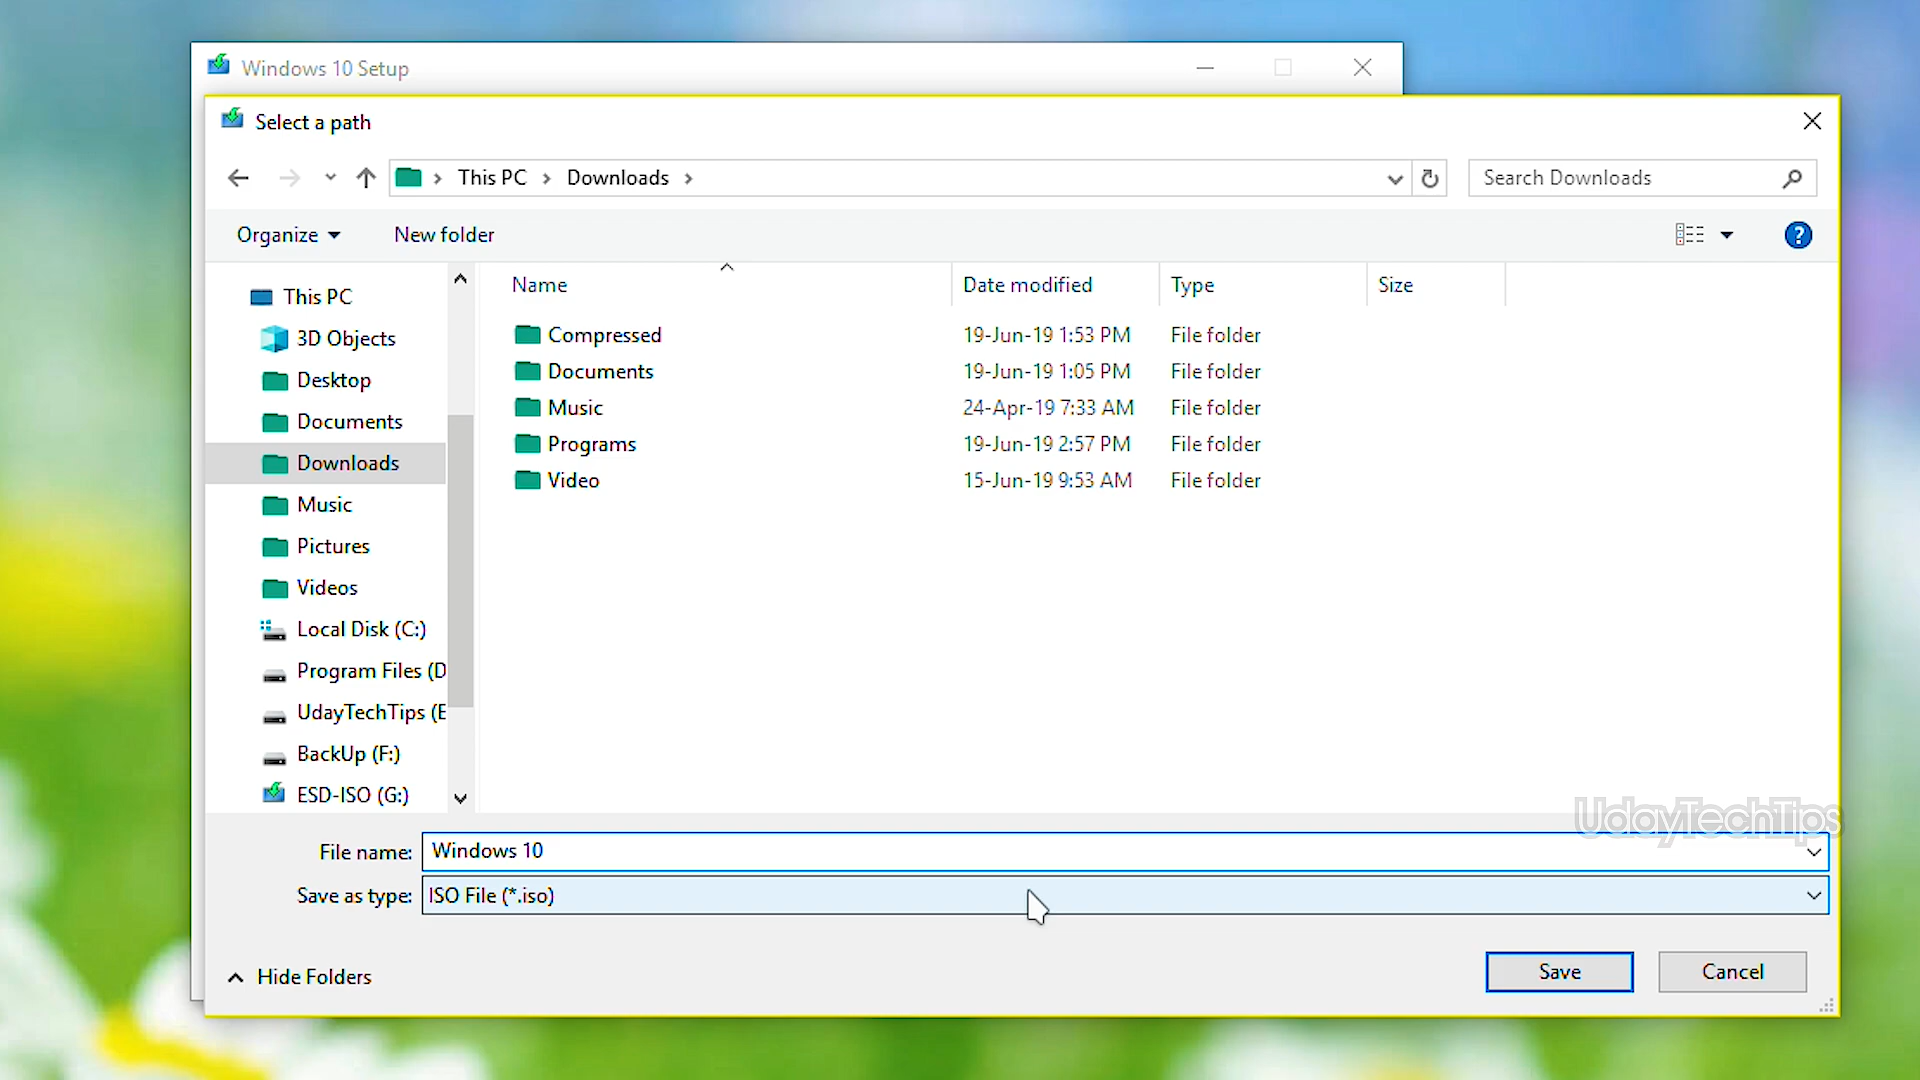 Windows 10 Setup
Select a path
This PC > Downloads >
Search Downloads
Organize
New folder
Name Date modified Type Size
This PC
3D Objects
Desktop
Documents
Downloads
Music
Pictures
Videos
Local Disk (C:)
Program Files (D
UdayTechTips (E
BackUp (F:)
ESD-ISO (G:)
Compressed 19-Jun-19 1:53 PM File folder
Documents 19-Jun-19 1:05 PM File folder
Music 24-Apr-19 7:33 AM File folder
Programs 19-Jun-19 2:57 PM File folder
Video 15-Jun-19 9:53 AM File folder
UdayTechTips
File name: Windows 10
Save as type: ISO File (*.iso)
Hide Folders
Save
Cancel